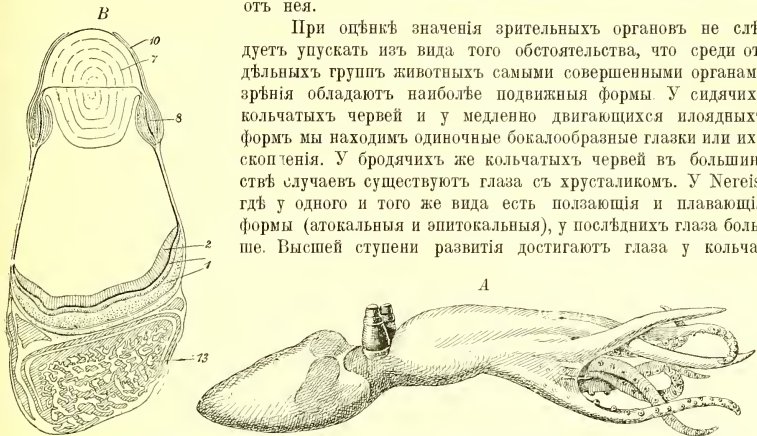 B
10
7
8
2
1
13
отъ нея.
При оцѣнкѣ значенія зрительныхъ органовъ не слѣ
дуетъ упускать изъ вида того обстоятельства, что среди от
дѣльныхъ группъ животныхъ самыми совершенными органам
зрѣнія обладаютъ наиболѣе подвижныя формы У сидячих
кольчатыхъ червей и у медленно двигающихся илоядных
формъ мы находимъ одиночные бокалообразные глазки или их
скопленія. У бродячихъ же кольчатыхъ червей въ большин
ствѣ случаевъ существуютъ глаза съ хрусталикомъ. У Nereis
гдѣ у одного и того же вида есть ползающія и плавающі
формы (атокальныя и эпитокальныя), у послѣднихъ глаза боль
ше. Высшей ступени развитія достигаютъ глаза у кольча
A